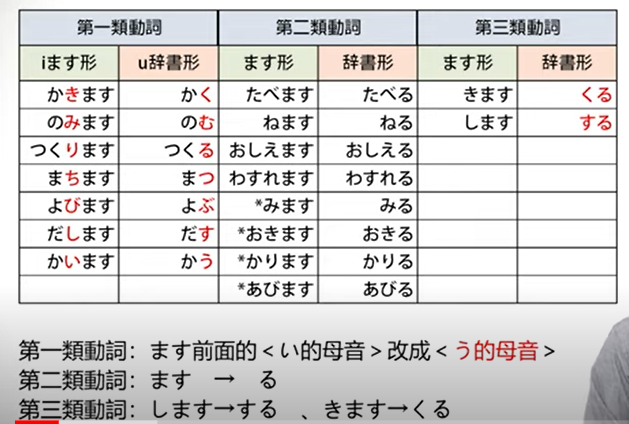 第一類動詞 第二類動詞 第三類動詞
iます形 u辞書形 ます形 辞書形 ます形 辞書形
かきます かく たべます たべる きます くる
のみます のむ ねます ねる します する
つくります つくる おしえます おしえる
まちます まつ わすれます わすれる
よびます よぶ *みます みる
だします だす *おきます おきる
かいます かう *かります かりる
*あびます あびる
第一類動詞：ます前面的＜い的母音＞改成＜う的母音＞
第二類動詞：ます → る
第三類動詞：します→する 、きます→くる